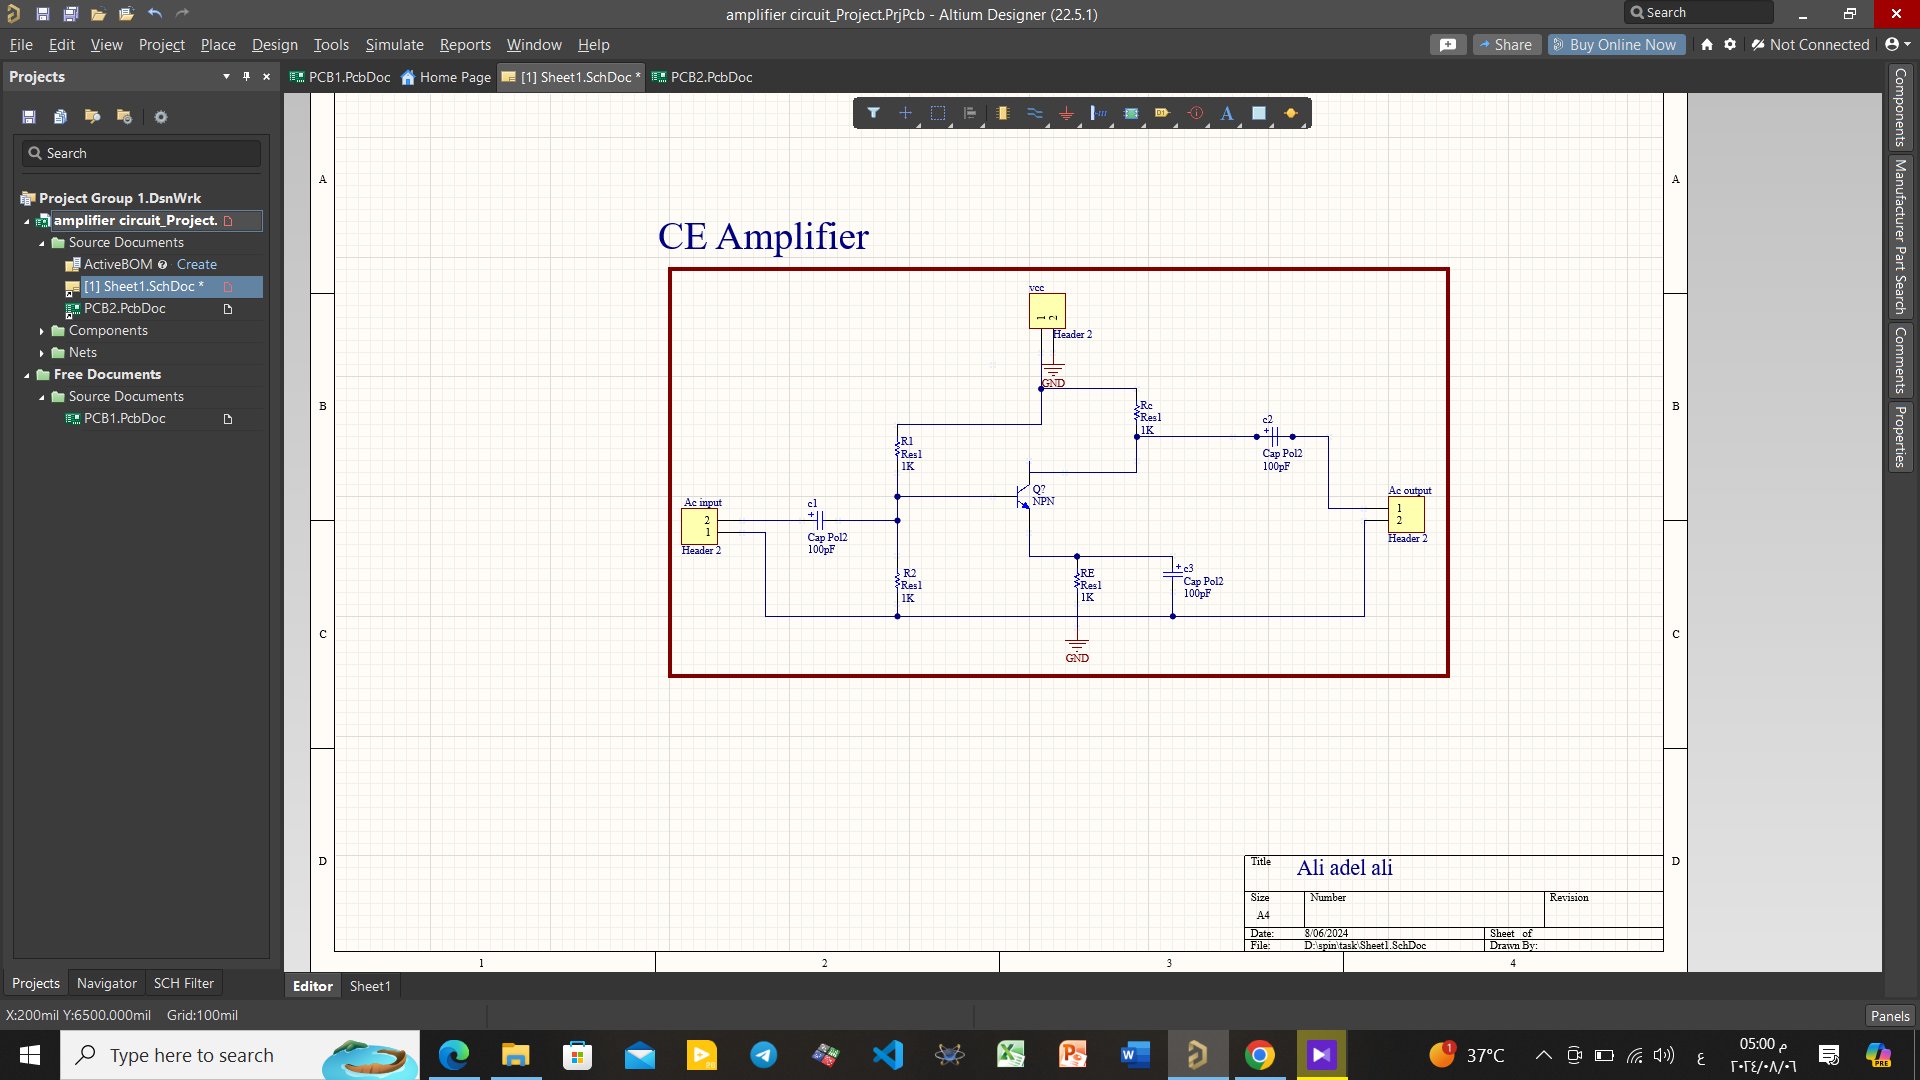 amplifier circuit_Project.PrjPcb - Altium Designer (22.5.1)
Search
File Edit View Project Place Design Tools Simulate Reports Window Help
Share Buy Online Now Not Connected
Projects
PCB1.PcbDoc Home Page [1] Sheet1.SchDoc * PCB2.PcbDoc
Search
Project Group 1.DsnWrk
amplifier circuit_Project.
Source Documents
ActiveBOM Create
[1] Sheet1.SchDoc *
PCB2.PcbDoc
Components
Nets
Free Documents
Source Documents
PCB1.PcbDoc
Components
Manufacturer Part Search
Comments
Properties
A
A
B
B
C
C
D
D
CE Amplifier
vcc
1 2
Header 2
GND
Rc
Res1
1K
c2
+
Cap Pol2
100pF
R1
Res1
1K
Q?
NPN
Ac input
2
1
Header 2
c1
+
Cap Pol2
100pF
Ac output
1
2
Header 2
R2
Res1
1K
RE
Res1
1K
+ c3
Cap Pol2
100pF
GND
Title Ali adel ali
Size Number Revision
A4
Date: 8/06/2024 Sheet of
File: D:\spin\task\Sheet1.SchDoc Drawn By:
1 2 3 4
Projects Navigator SCH Filter
Editor Sheet1
X:200mil Y:6500.000mil Grid:100mil
Panels
Type here to search
1 37°C
ع
05:00 م
٢٠٢٤/٠٨/٠٦
PRE